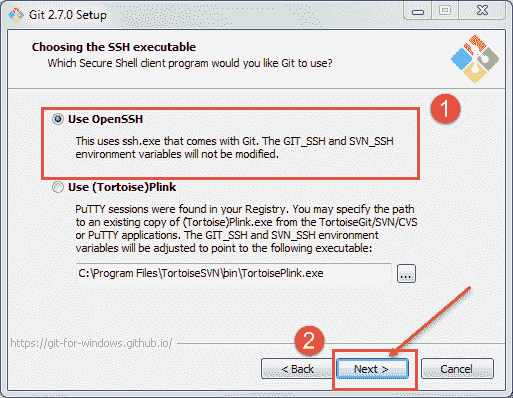 Git 2.7.0 Setup
Choosing the SSH executable
Which Secure Shell client program would you like Git to use?
1
Use OpenSSH
This uses ssh.exe that comes with Git. The GIT_SSH and SVN_SSH
environment variables will not be modified.
Use (Tortoise)Plink
PuTTY sessions were found in your Registry. You may specify the path
to an existing copy of (Tortoise)Plink.exe from the TortoiseGit/SVN/CVS
or PuTTY applications. The GIT_SSH and SVN_SSH environment
variables will be adjusted to point to the following executable:
C:\Program Files\TortoiseSVN\bin\TortoisePlink.exe
...
https://git-for-windows.github.io/
2
< Back
Next >
Cancel